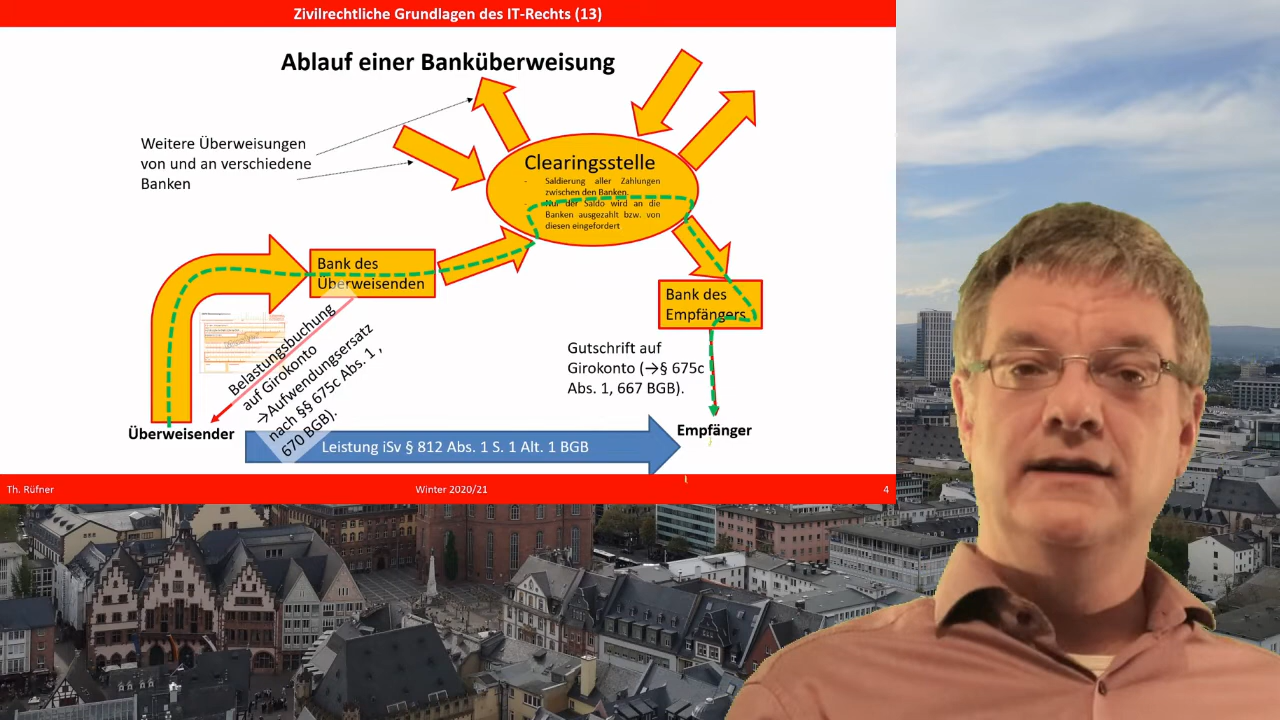 Zivilrechtliche Grundlagen des IT-Rechts (13)
Ablauf einer Banküberweisung
Weitere Überweisungen
von und an verschiedene
Banken
Clearingsstelle
- Saldierung aller Zahlungen
zwischen den Banken.
- Nur der Saldo wird an die
Banken ausgezahlt bzw. von
diesen eingefordert
Bank des
Überweisenden
Bank des
Empfängers
Belastungsbuchung
auf Girokonto
→Aufwendungsersatz
nach §§ 675c Abs. 1 ,
670 BGB).
Gutschrift auf
Girokonto (→§ 675c
Abs. 1, 667 BGB).
Überweisender
Empfänger
Leistung iSv § 812 Abs. 1 S. 1 Alt. 1 BGB
Th. Rüfner
Winter 2020/21
4